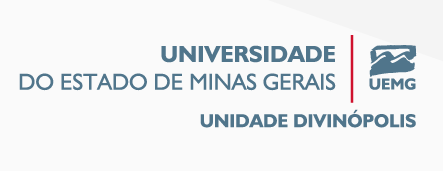 UNIVERSIDADE
DO ESTADO DE MINAS GERAIS
UEMG
UNIDADE DIVINÓPOLIS